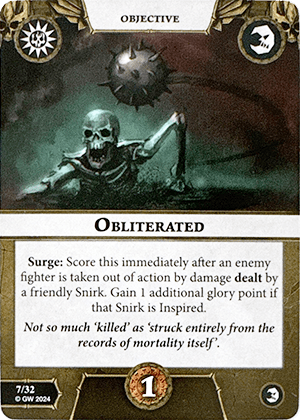 OBJECTIVE
OBLITERATED
Surge: Score this immediately after an enemy
fighter is taken out of action by damage dealt by
a friendly Snirk. Gain 1 additional glory point if
that Snirk is Inspired.
Not so much ‘killed’ as ‘struck entirely from the
records of mortality itself’.
7/32
© GW 2024
1